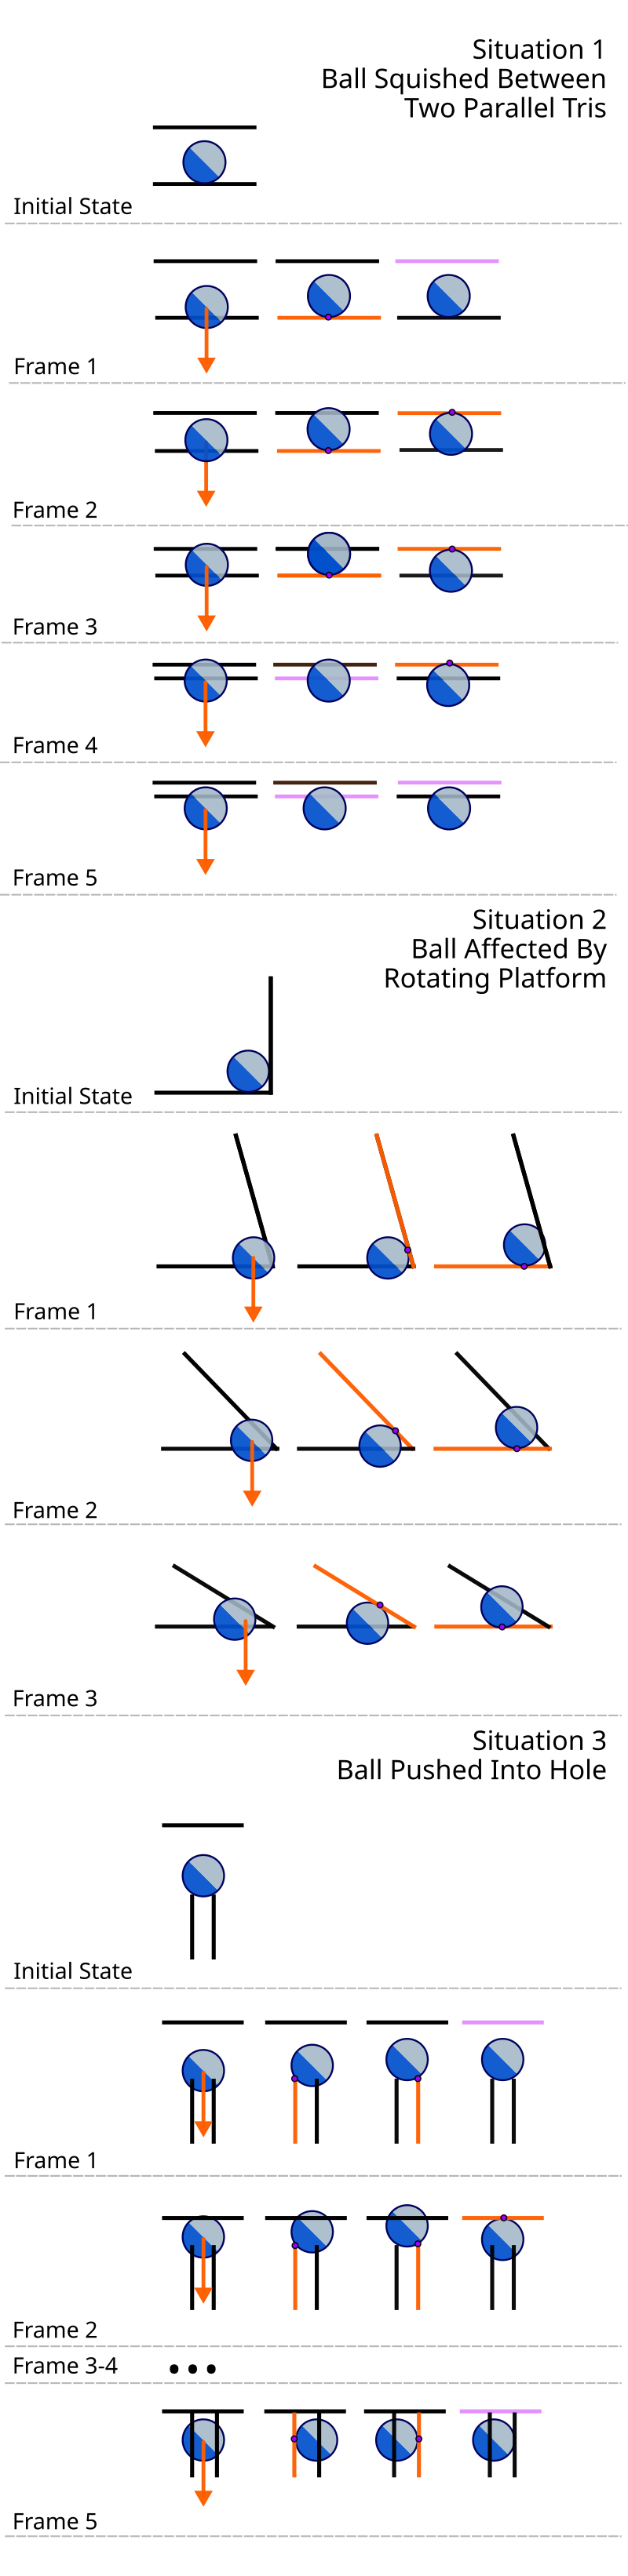 Situation 1
Ball Squished Between
Two Parallel Tris
Initial State
Frame 1
Frame 2
Frame 3
Frame 4
Frame 5
Situation 2
Ball Affected By
Rotating Platform
Initial State
Frame 1
Frame 2
Frame 3
Situation 3
Ball Pushed Into Hole
Initial State
Frame 1
Frame 2
Frame 3-4
Frame 5